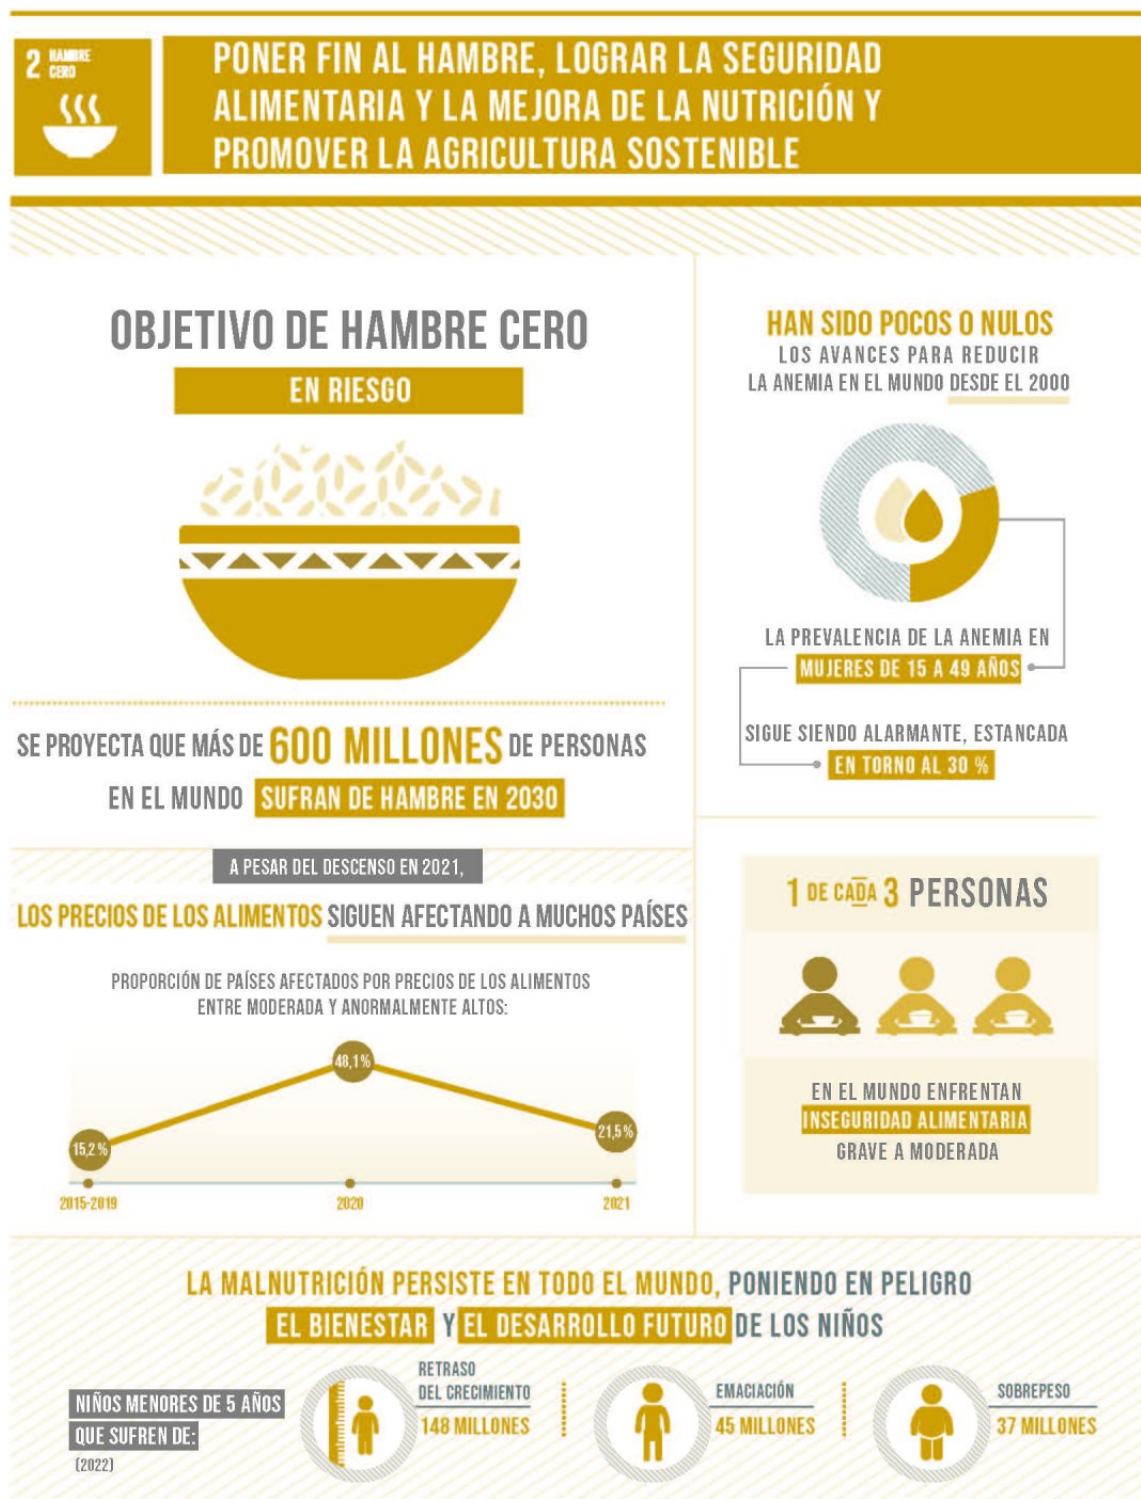 2 HAMBRE
CERO
PONER FIN AL HAMBRE, LOGRAR LA SEGURIDAD
ALIMENTARIA Y LA MEJORA DE LA NUTRICIÓN Y
PROMOVER LA AGRICULTURA SOSTENIBLE
OBJETIVO DE HAMBRE CERO
EN RIESGO
SE PROYECTA QUE MÁS DE 600 MILLONES DE PERSONAS
EN EL MUNDO SUFRAN DE HAMBRE EN 2030
HAN SIDO POCOS O NULOS
LOS AVANCES PARA REDUCIR
LA ANEMIA EN EL MUNDO DESDE EL 2000
LA PREVALENCIA DE LA ANEMIA EN
MUJERES DE 15 A 49 AÑOS
SIGUE SIENDO ALARMANTE, ESTANCADA
EN TORNO AL 30 %
A PESAR DEL DESCENSO EN 2021,
LOS PRECIOS DE LOS ALIMENTOS SIGUEN AFECTANDO A MUCHOS PAÍSES
PROPORCIÓN DE PAÍSES AFECTADOS POR PRECIOS DE LOS ALIMENTOS
ENTRE MODERADA Y ANORMALMENTE ALTOS:
48,1%
21,5%
15,2 %
2015-2019
2020
2021
1 DE CADA 3 PERSONAS
EN EL MUNDO ENFRENTAN
INSEGURIDAD ALIMENTARIA
GRAVE A MODERADA
LA MALNUTRICIÓN PERSISTE EN TODO EL MUNDO, PONIENDO EN PELIGRO
EL BIENESTAR Y EL DESARROLLO FUTURO DE LOS NIÑOS
NIÑOS MENORES DE 5 AÑOS
QUE SUFREN DE:
(2022)
RETRASO
DEL CRECIMIENTO
148 MILLONES
EMACIACIÓN
45 MILLONES
SOBREPESO
37 MILLONES